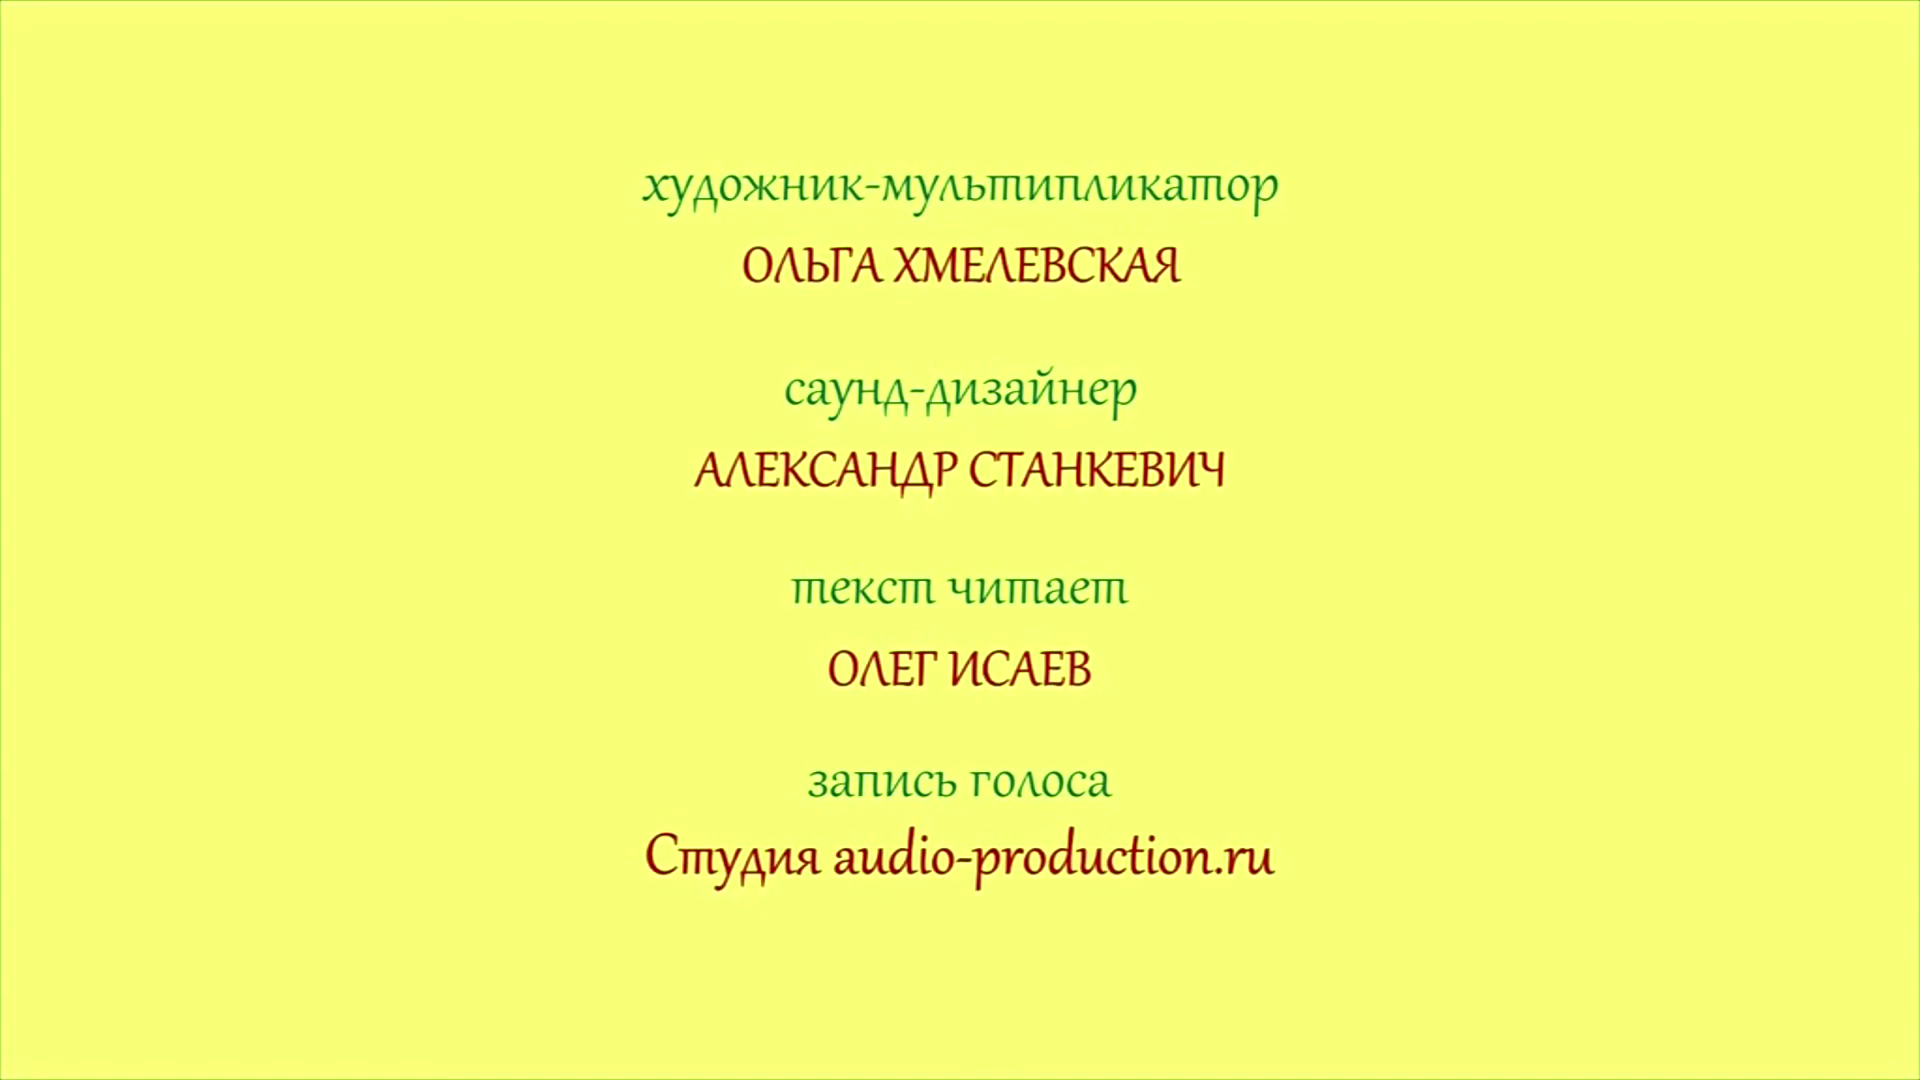 художник-мультипликатор
ОЛЬГА ХМЕЛЕВСКАЯ
саунд-дизайнер
АЛЕКСАНДР СТАНКЕВИЧ
текст читает
ОЛЕГ ИСАЕВ
запись голоса
Студия audio-production.ru